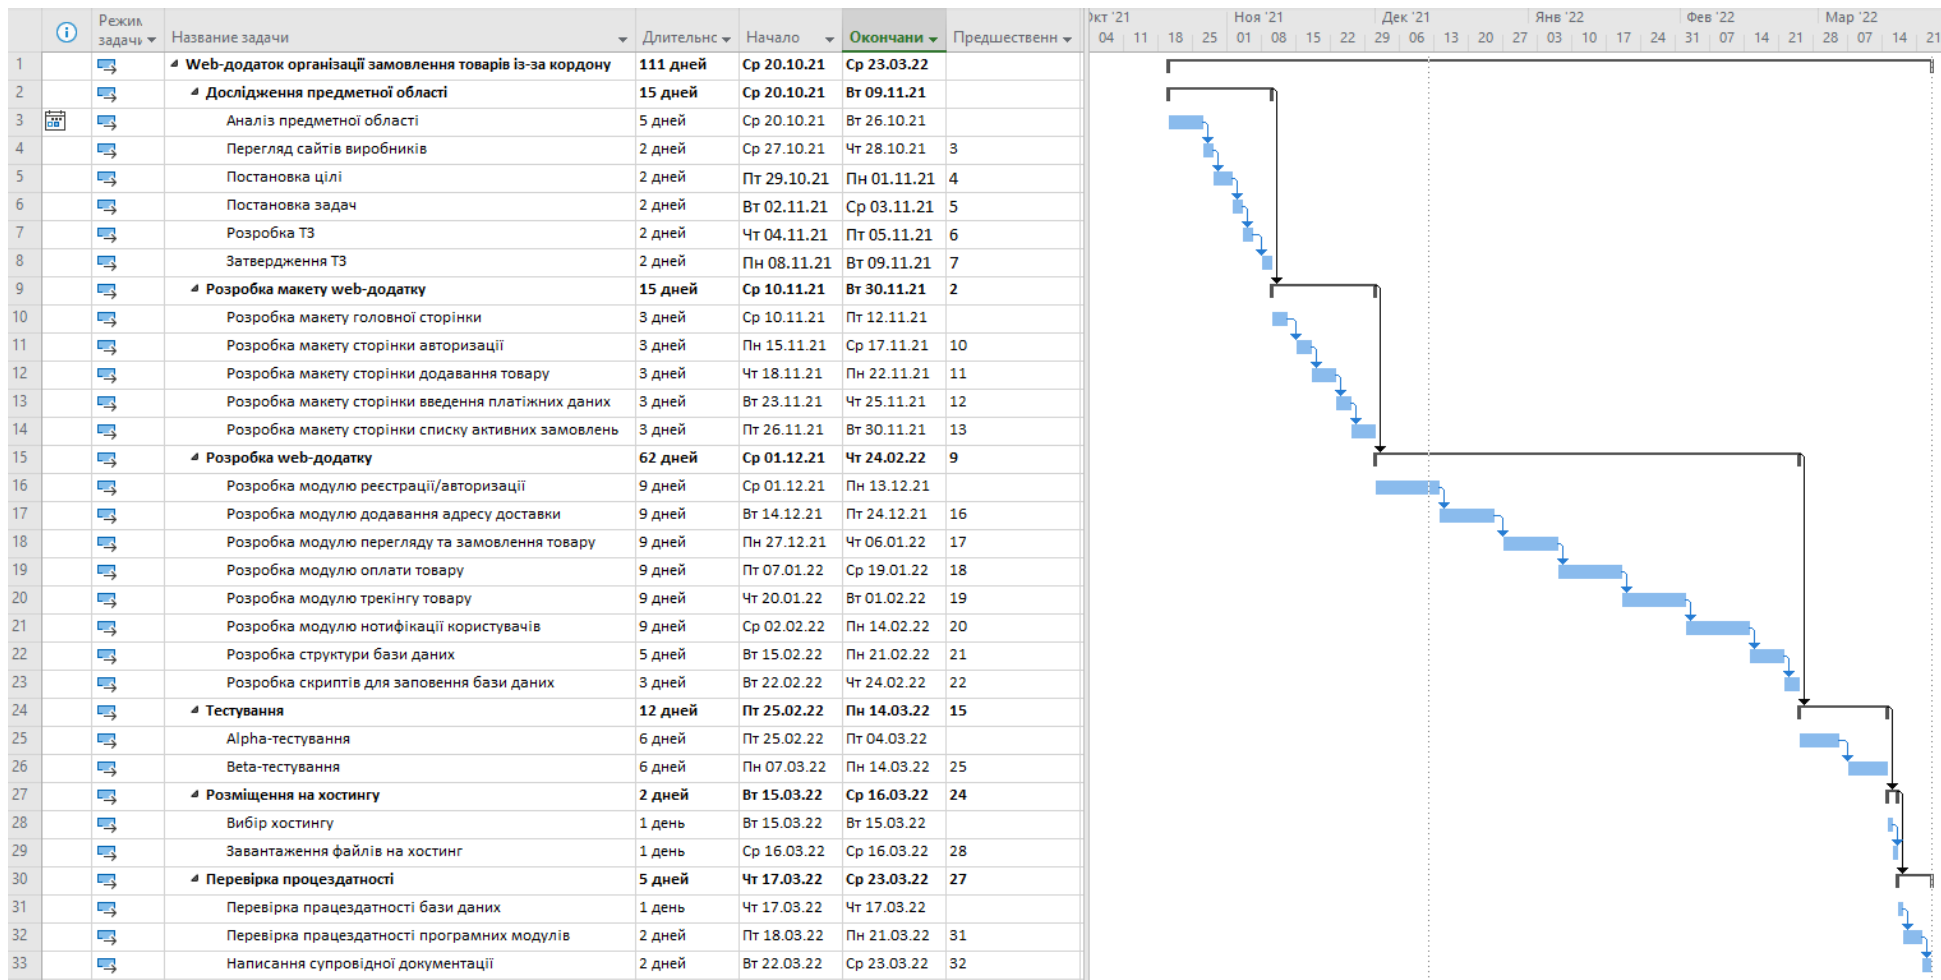 Режим задачи Название задачи Длительнс Начало Окончани Предшественн
Окт '21 Ноя '21 Дек '21 Янв '22 Фев '22 Мар '22
04 11 18 25 01 08 15 22 29 06 13 20 27 03 10 17 24 31 07 14 21 28 07 14 21
1 Web-додаток організації замовлення товарів із-за кордону 111 дней Ср 20.10.21 Ср 23.03.22
2 Дослідження предметної області 15 дней Ср 20.10.21 Вт 09.11.21
3 Аналіз предметної області 5 дней Ср 20.10.21 Вт 26.10.21
4 Перегляд сайтів виробників 2 дней Ср 27.10.21 Чт 28.10.21 3
5 Постановка цілі 2 дней Пт 29.10.21 Пн 01.11.21 4
6 Постановка задач 2 дней Вт 02.11.21 Ср 03.11.21 5
7 Розробка ТЗ 2 дней Чт 04.11.21 Пт 05.11.21 6
8 Затвердження ТЗ 2 дней Пн 08.11.21 Вт 09.11.21 7
9 Розробка макету web-додатку 15 дней Ср 10.11.21 Вт 30.11.21 2
10 Розробка макету головної сторінки 3 дней Ср 10.11.21 Пт 12.11.21
11 Розробка макету сторінки авторизації 3 дней Пн 15.11.21 Ср 17.11.21 10
12 Розробка макету сторінки додавання товару 3 дней Чт 18.11.21 Пн 22.11.21 11
13 Розробка макету сторінки введення платіжних даних 3 дней Вт 23.11.21 Чт 25.11.21 12
14 Розробка макету сторінки списку активних замовлень 3 дней Пт 26.11.21 Вт 30.11.21 13
15 Розробка web-додатку 62 дней Ср 01.12.21 Чт 24.02.22 9
16 Розробка модулю реєстрації/авторизації 9 дней Ср 01.12.21 Пн 13.12.21
17 Розробка модулю додавання адресу доставки 9 дней Вт 14.12.21 Пт 24.12.21 16
18 Розробка модулю перегляду та замовлення товару 9 дней Пн 27.12.21 Чт 06.01.22 17
19 Розробка модулю оплати товару 9 дней Пт 07.01.22 Ср 19.01.22 18
20 Розробка модулю трекінгу товару 9 дней Чт 20.01.22 Вт 01.02.22 19
21 Розробка модулю нотифікації користувачів 9 дней Ср 02.02.22 Пн 14.02.22 20
22 Розробка структури бази даних 5 дней Вт 15.02.22 Пн 21.02.22 21
23 Розробка скриптів для заповення бази даних 3 дней Вт 22.02.22 Чт 24.02.22 22
24 Тестування 12 дней Пт 25.02.22 Пн 14.03.22 15
25 Alpha-тестування 6 дней Пт 25.02.22 Пт 04.03.22
26 Beta-тестування 6 дней Пн 07.03.22 Пн 14.03.22 25
27 Розміщення на хостингу 2 дней Вт 15.03.22 Ср 16.03.22 24
28 Вибір хостингу 1 день Вт 15.03.22 Вт 15.03.22
29 Завантаження файлів на хостинг 1 день Ср 16.03.22 Ср 16.03.22 28
30 Перевірка процездатності 5 дней Чт 17.03.22 Ср 23.03.22 27
31 Перевірка працездатності бази даних 1 день Чт 17.03.22 Чт 17.03.22
32 Перевірка працездатності програмних модулів 2 дней Пт 18.03.22 Пн 21.03.22 31
33 Написання супровідної документації 2 дней Вт 22.03.22 Ср 23.03.22 32